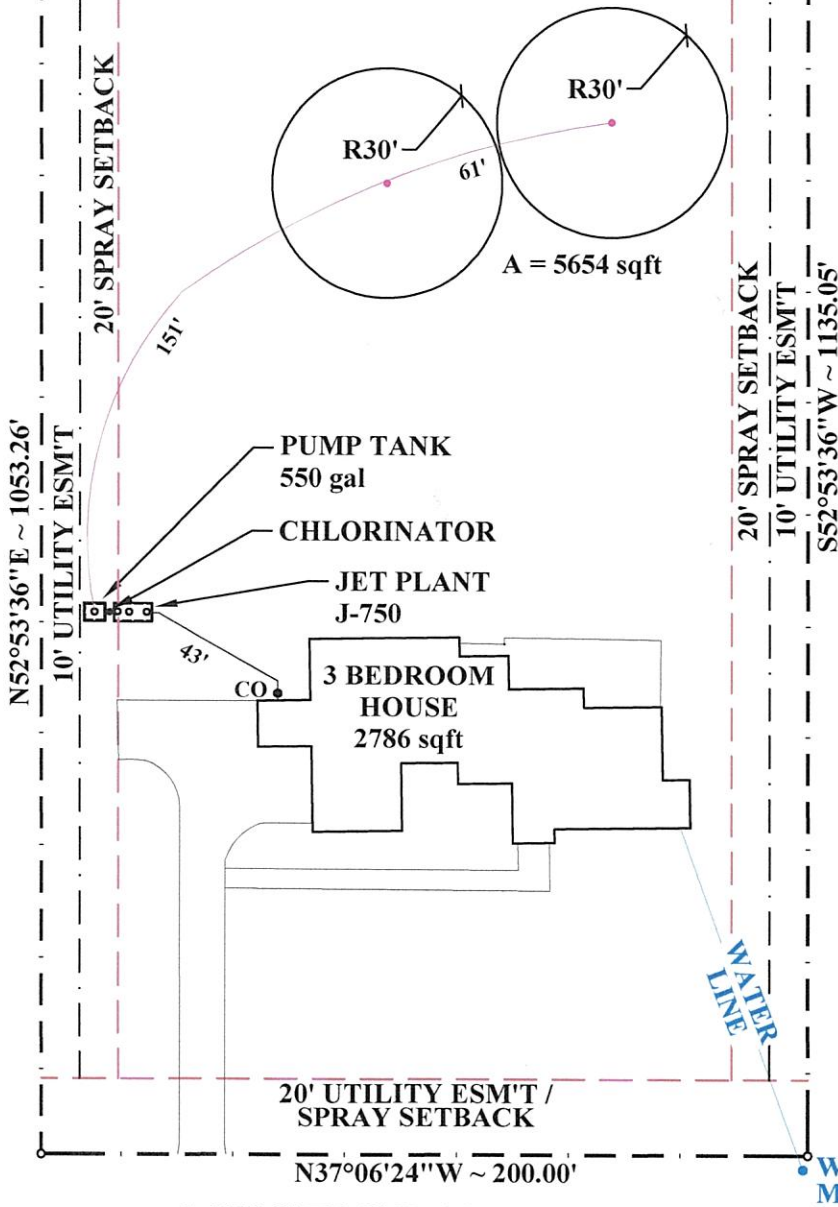 R30'
R30'
61'
A = 5654 sqft
20' SPRAY SETBACK
151'
20' SPRAY SETBACK
10' UTILITY ESM'T
S52°53'36"W ~ 1135.05'
N52°53'36"E ~ 1053.26'
10' UTILITY ESM'T
PUMP TANK
550 gal
CHLORINATOR
JET PLANT
J-750
43'
CO
3 BEDROOM
HOUSE
2786 sqft
WATER
LINE
20' UTILITY ESM'T /
SPRAY SETBACK
N37°06'24"W ~ 200.00'
W
M